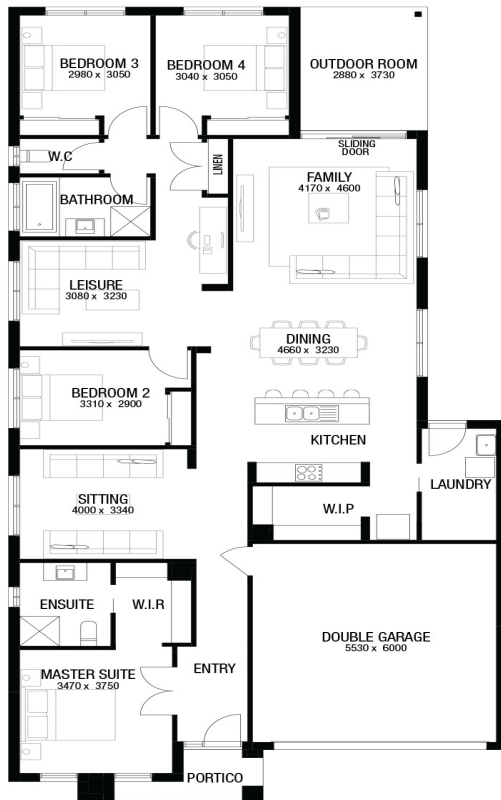 BEDROOM 3
2980 x 3050
BEDROOM 4
3040 x 3050
OUTDOOR ROOM
2880 x 3730
SLIDING
DOOR
W.C
LINEN
FAMILY
4170 x 4600
BATHROOM
LEISURE
3080 x 3230
DINING
4660 x 3230
BEDROOM 2
3310 x 2900
KITCHEN
LAUNDRY
SITTING
4000 x 3340
W.I.P
ENSUITE
W.I.R
DOUBLE GARAGE
5530 x 6000
MASTER SUITE
3470 x 3750
ENTRY
PORTICO